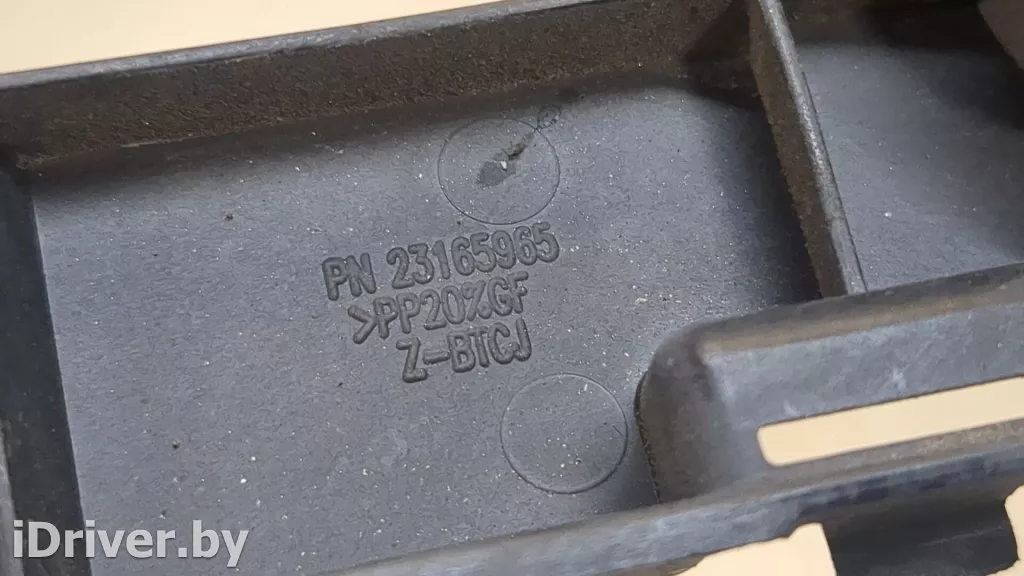 PN 23165965
>PP20%GF
Z-BTCJ
iDriver.by